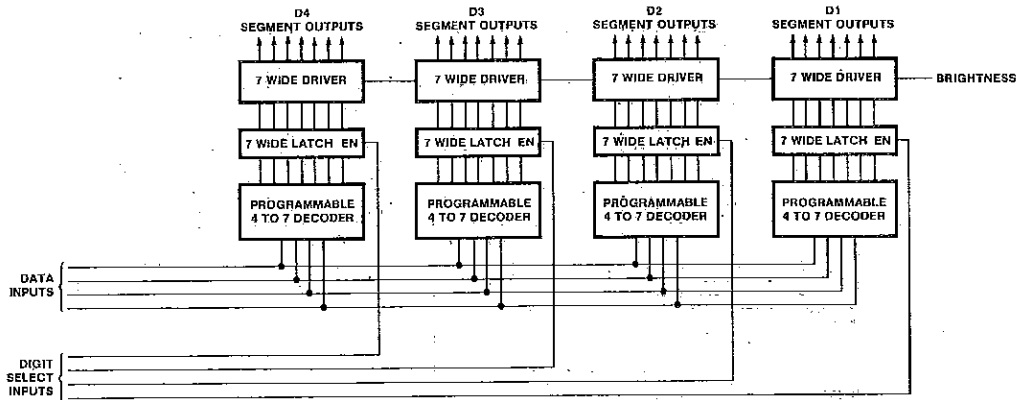 D4
SEGMENT OUTPUTS
D3
SEGMENT OUTPUTS
D2
SEGMENT OUTPUTS
D1
SEGMENT OUTPUTS
7 WIDE DRIVER
7 WIDE DRIVER
7 WIDE DRIVER
7 WIDE DRIVER
BRIGHTNESS
7 WIDE LATCH EN
7 WIDE LATCH EN
7 WIDE LATCH EN
7 WIDE LATCH EN
PROGRAMMABLE
4 TO 7 DECODER
PROGRAMMABLE
4 TO 7 DECODER
PROGRAMMABLE
4 TO 7 DECODER
PROGRAMMABLE
4 TO 7 DECODER
DATA
INPUTS
DIGIT
SELECT
INPUTS